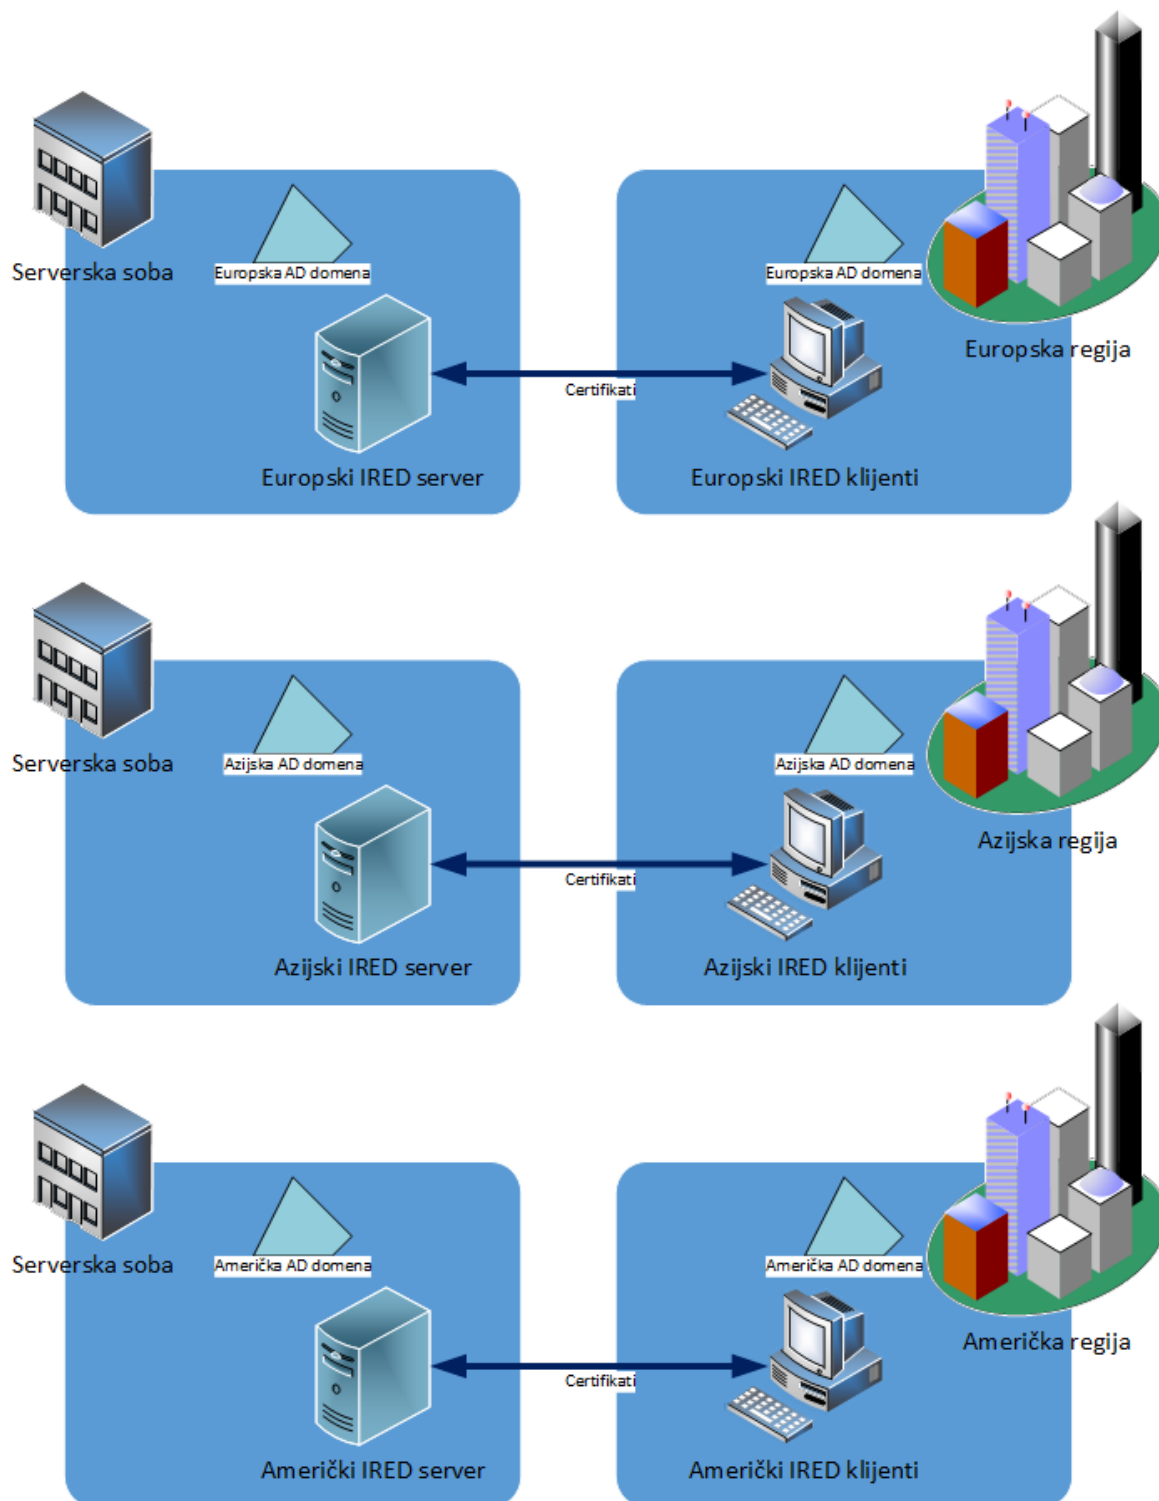 Serverska soba
Europska AD domena
Europska AD domena
Europska regija
Certifikati
Europski IRED server
Europski IRED klijenti
Serverska soba
Azijska AD domena
Azijska AD domena
Azijska regija
Certifikati
Azijski IRED server
Azijski IRED klijenti
Serverska soba
Američka AD domena
Američka AD domena
Američka regija
Certifikati
Američki IRED server
Američki IRED klijenti